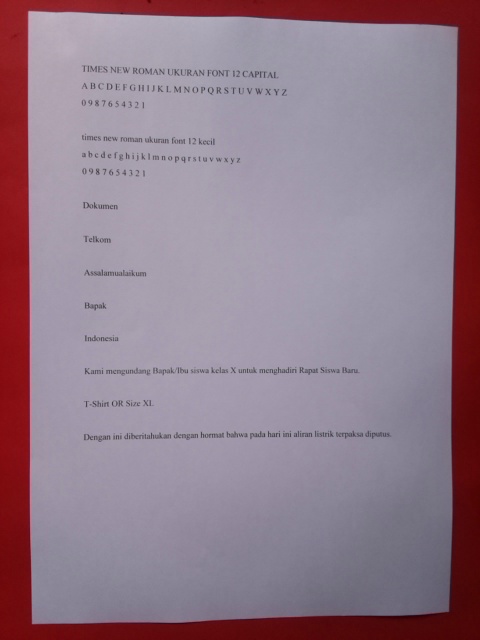 TIMES NEW ROMAN UKURAN FONT 12 CAPITAL
A B C D E F G H I J K L M N O P Q R S T U V W X Y Z
0 9 8 7 6 5 4 3 2 1
times new roman ukuran font 12 kecil
a b c d e f g h i j k l m n o p q r s t u v w x y z
0 9 8 7 6 5 4 3 2 1
Dokumen
Telkom
Assalamualaikum
Bapak
Indonesia
Kami mengundang Bapak/Ibu siswa kelas X untuk menghadiri Rapat Siswa Baru.
T-Shirt OR Size XL
Dengan ini diberitahukan dengan hormat bahwa pada hari ini aliran listrik terpaksa diputus.